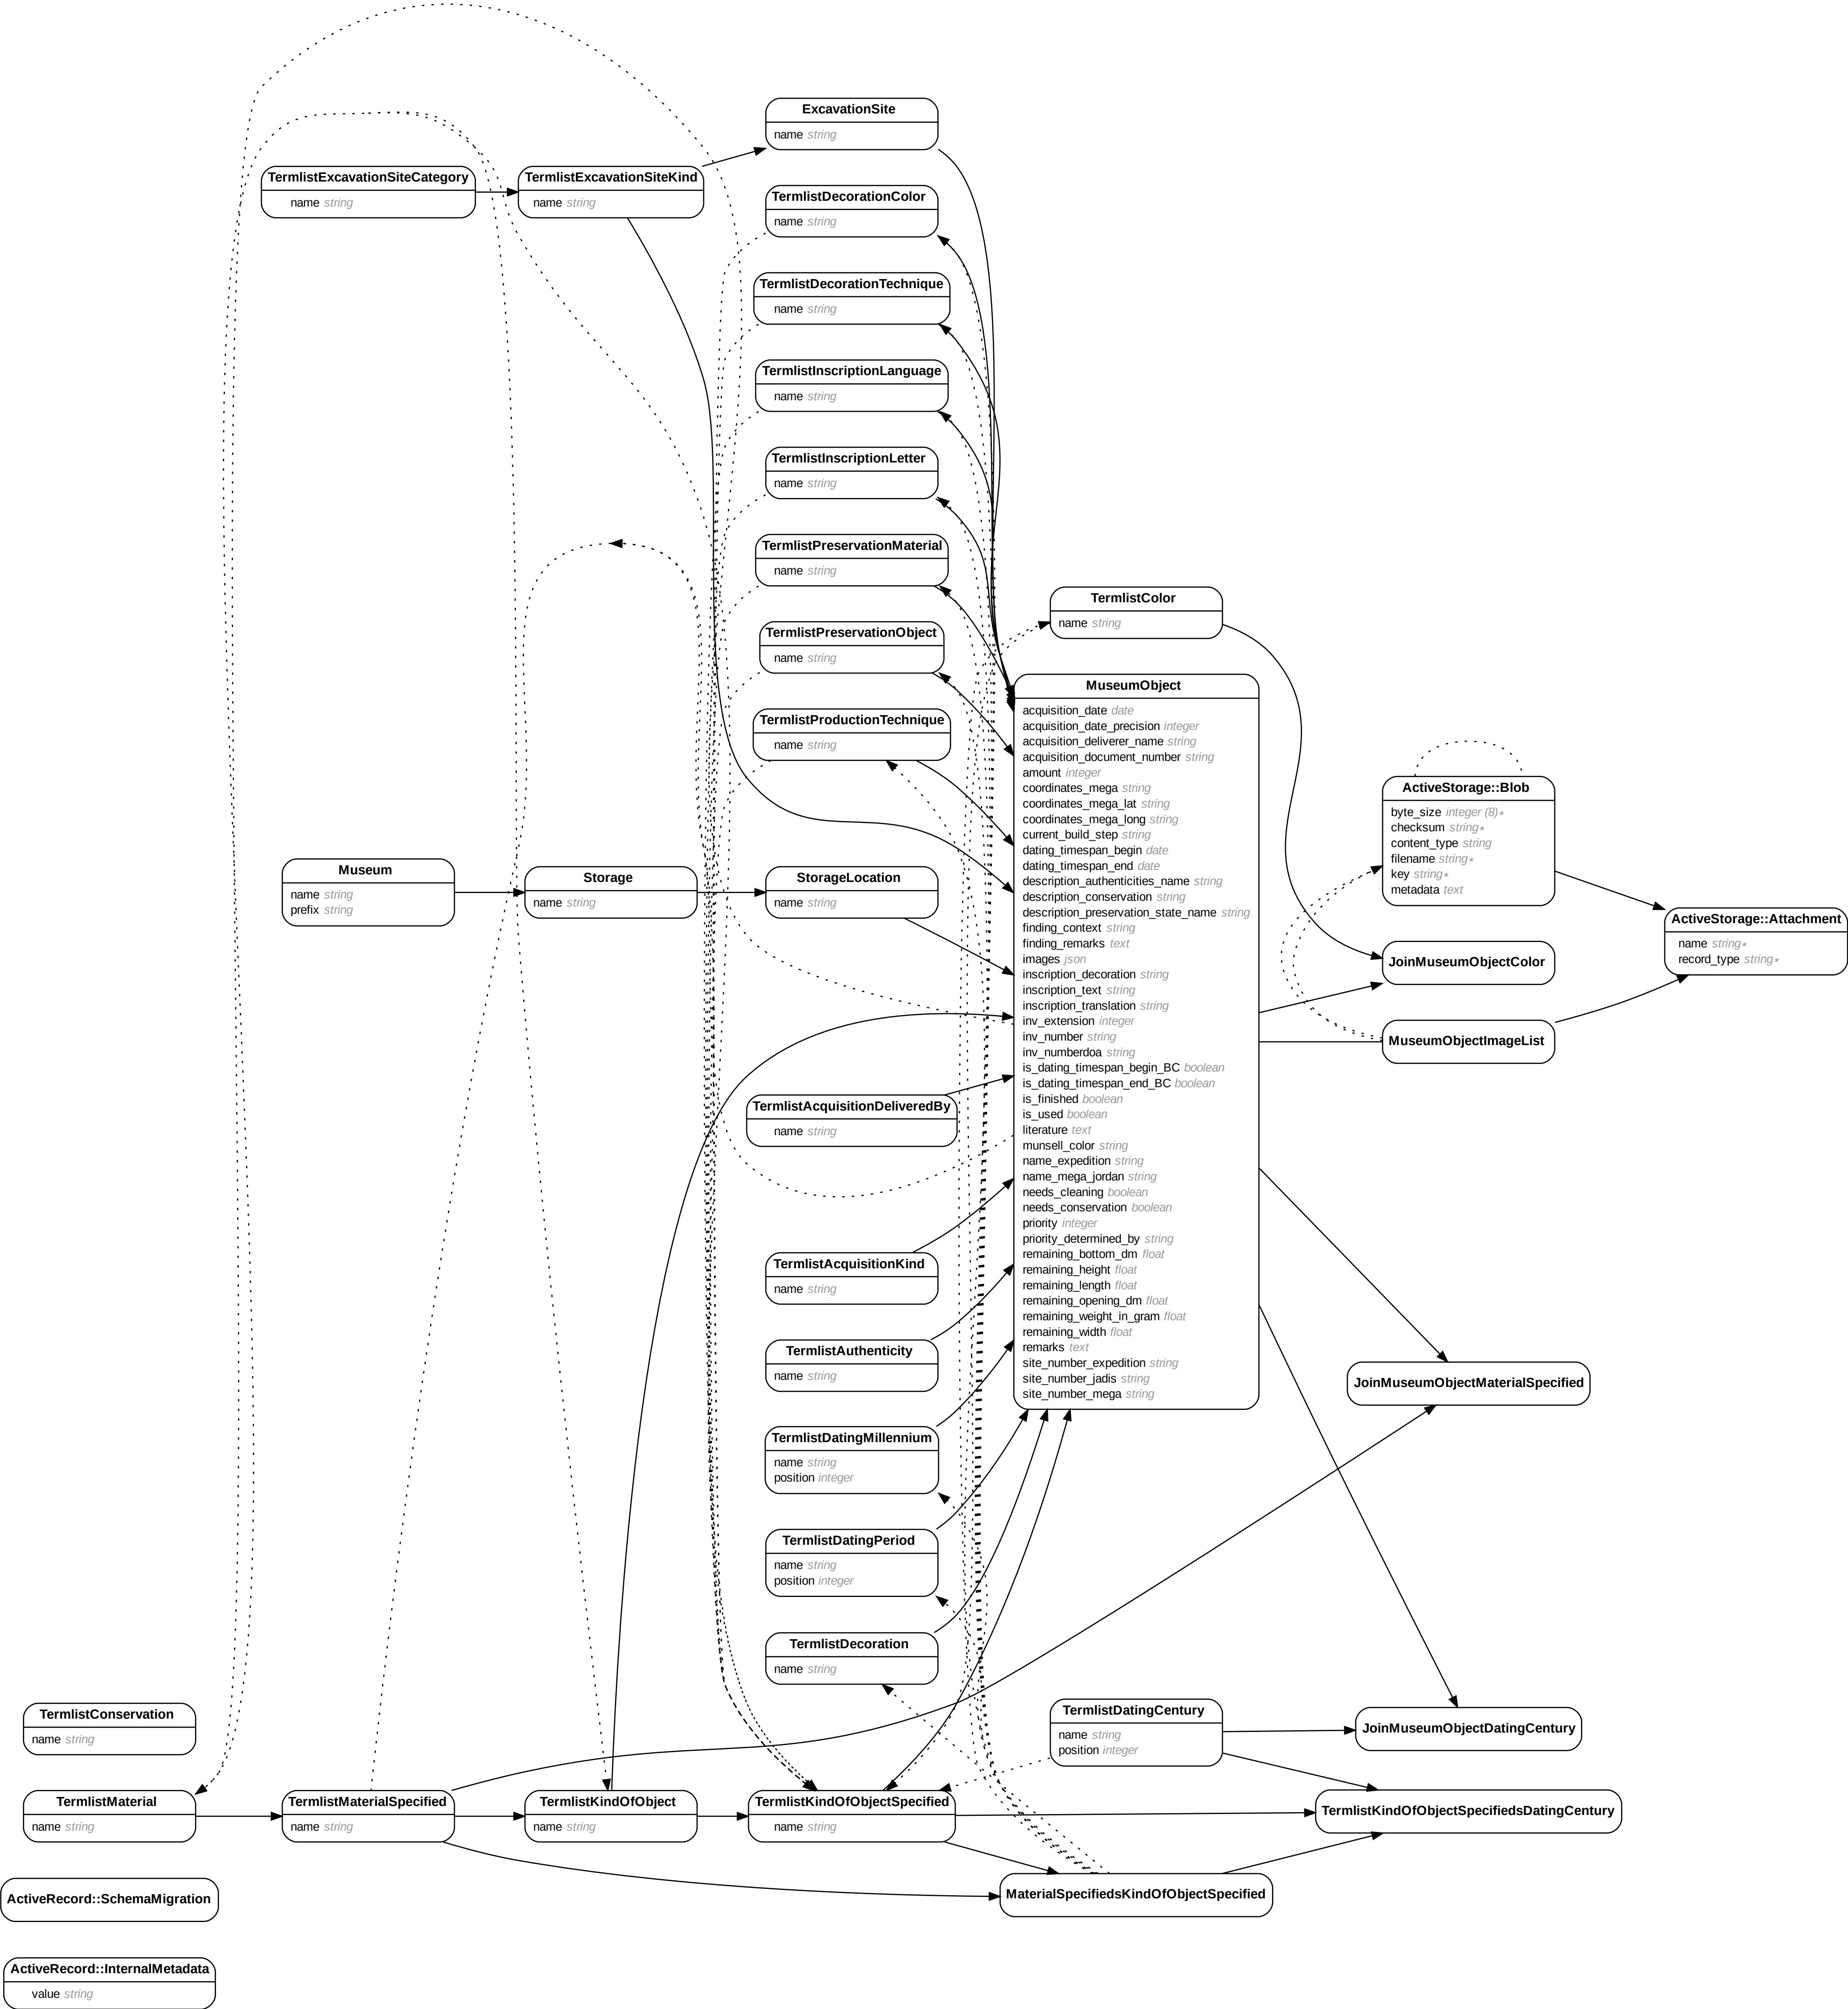 ExcavationSite
name string
TermlistExcavationSiteCategory
name string
TermlistExcavationSiteKind
name string
TermlistDecorationColor
name string
TermlistDecorationTechnique
name string
TermlistInscriptionLanguage
name string
TermlistInscriptionLetter
name string
TermlistPreservationMaterial
name string
TermlistPreservationObject
name string
TermlistProductionTechnique
name string
TermlistColor
name string
MuseumObject
acquisition_date date
acquisition_date_precision integer
acquisition_deliverer_name string
acquisition_document_number string
amount integer
coordinates_mega string
coordinates_mega_lat string
coordinates_mega_long string
current_build_step string
dating_timespan_begin date
dating_timespan_end date
description_authenticities_name string
description_conservation string
description_preservation_state_name string
finding_context string
finding_remarks text
images json
inscription_decoration string
inscription_text string
inscription_translation string
inv_extension integer
inv_number string
inv_numberdoa string
is_dating_timespan_begin_BC boolean
is_dating_timespan_end_BC boolean
is_finished boolean
is_used boolean
literature text
munsell_color string
name_expedition string
name_mega_jordan string
needs_cleaning boolean
needs_conservation boolean
priority integer
priority_determined_by string
remaining_bottom_dm float
remaining_height float
remaining_length float
remaining_opening_dm float
remaining_weight_in_gram float
remaining_width float
remarks text
site_number_expedition string
site_number_jadis string
site_number_mega string
ActiveStorage::Blob
byte_size integer (8)∗
checksum string∗
content_type string
filename string∗
key string∗
metadata text
ActiveStorage::Attachment
name string∗
record_type string∗
JoinMuseumObjectColor
MuseumObjectImageList
Museum
name string
prefix string
Storage
name string
StorageLocation
name string
TermlistAcquisitionDeliveredBy
name string
TermlistAcquisitionKind
name string
TermlistAuthenticity
name string
TermlistDatingMillennium
name string
position integer
TermlistDatingPeriod
name string
position integer
TermlistDecoration
name string
JoinMuseumObjectMaterialSpecified
TermlistDatingCentury
name string
position integer
JoinMuseumObjectDatingCentury
TermlistConservation
name string
TermlistMaterial
name string
TermlistMaterialSpecified
name string
TermlistKindOfObject
name string
TermlistKindOfObjectSpecified
name string
TermlistKindOfObjectSpecifiedsDatingCentury
MaterialSpecifiedsKindOfObjectSpecified
ActiveRecord::SchemaMigration
ActiveRecord::InternalMetadata
value string